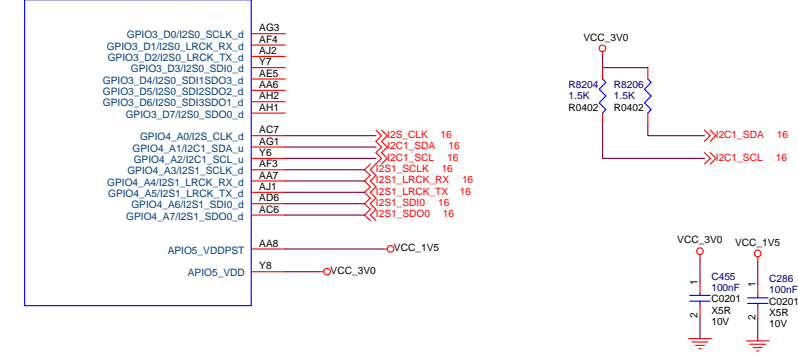 GPIO3_D0/I2S0_SCLK_d AG3
GPIO3_D1/I2S0_LRCK_RX_d AF4
GPIO3_D2/I2S0_LRCK_TX_d AJ2
GPIO3_D3/I2S0_SDI0_d Y7
GPIO3_D4/I2S0_SDI1SDO3_d AE5
GPIO3_D5/I2S0_SDI2SDO2_d AA6
GPIO3_D6/I2S0_SDI3SDO1_d AH2
GPIO3_D7/I2S0_SDO0_d AH1
GPIO4_A0/I2S_CLK_d AC7 I2S_CLK 16
GPIO4_A1/I2C1_SDA_u AG1 I2C1_SDA 16
GPIO4_A2/I2C1_SCL_u Y6 I2C1_SCL 16
GPIO4_A3/I2S1_SCLK_d AF3 I2S1_SCLK 16
GPIO4_A4/I2S1_LRCK_RX_d AA7 I2S1_LRCK_RX 16
GPIO4_A5/I2S1_LRCK_TX_d AJ1 I2S1_LRCK_TX 16
GPIO4_A6/I2S1_SDI0_d AD6 I2S1_SDI0 16
GPIO4_A7/I2S1_SDO0_d AC6 I2S1_SDO0 16
APIO5_VDDPST AA8 VCC_1V5
APIO5_VDD Y8 VCC_3V0
VCC_3V0
R8204 R8206
1.5K 1.5K
R0402 R0402
I2C1_SDA 16
I2C1_SCL 16
VCC_3V0 VCC_1V5
C455 C286
100nF 100nF
C0201 C0201
X5R X5R
10V 10V
1 1
2 2